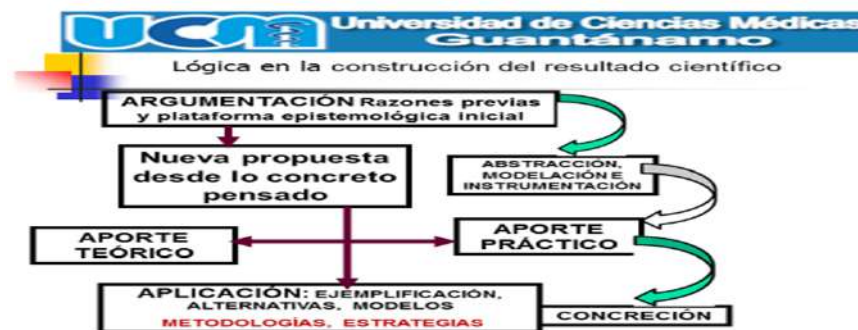 UCM Universidad de Ciencias Médicas
Guantánamo
Lógica en la construcción del resultado científico
ARGUMENTACIÓN Razones previas
y plataforma epistemológica inicial
Nueva propuesta
desde lo concreto
pensado
ABSTRACCIÓN,
MODELACIÓN E
INSTRUMENTACIÓN
APORTE
TEÓRICO
APORTE
PRÁCTICO
APLICACIÓN: EJEMPLIFICACIÓN,
ALTERNATIVAS, MODELOS
METODOLOGÍAS, ESTRATEGIAS
CONCRECIÓN